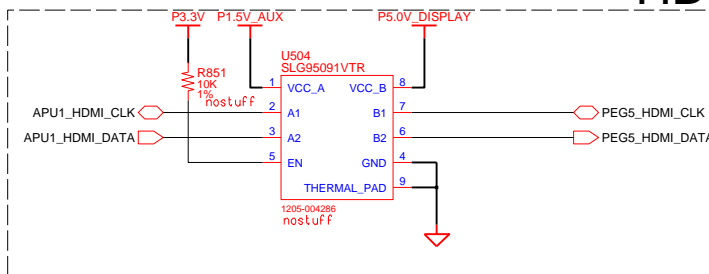 P3.3V P1.5V_AUX P5.0V_DISPLAY
U504
SLG95091VTR
R851
10K
1%
nostuff
1 VCC_A VCC_B 8
APU1_HDMI_CLK 2 A1 B1 7 PEG5_HDMI_CLK
APU1_HDMI_DATA 3 A2 B2 6 PEG5_HDMI_DATA
5 EN GND 4
THERMAL_PAD 9
1205-004286
nostuff